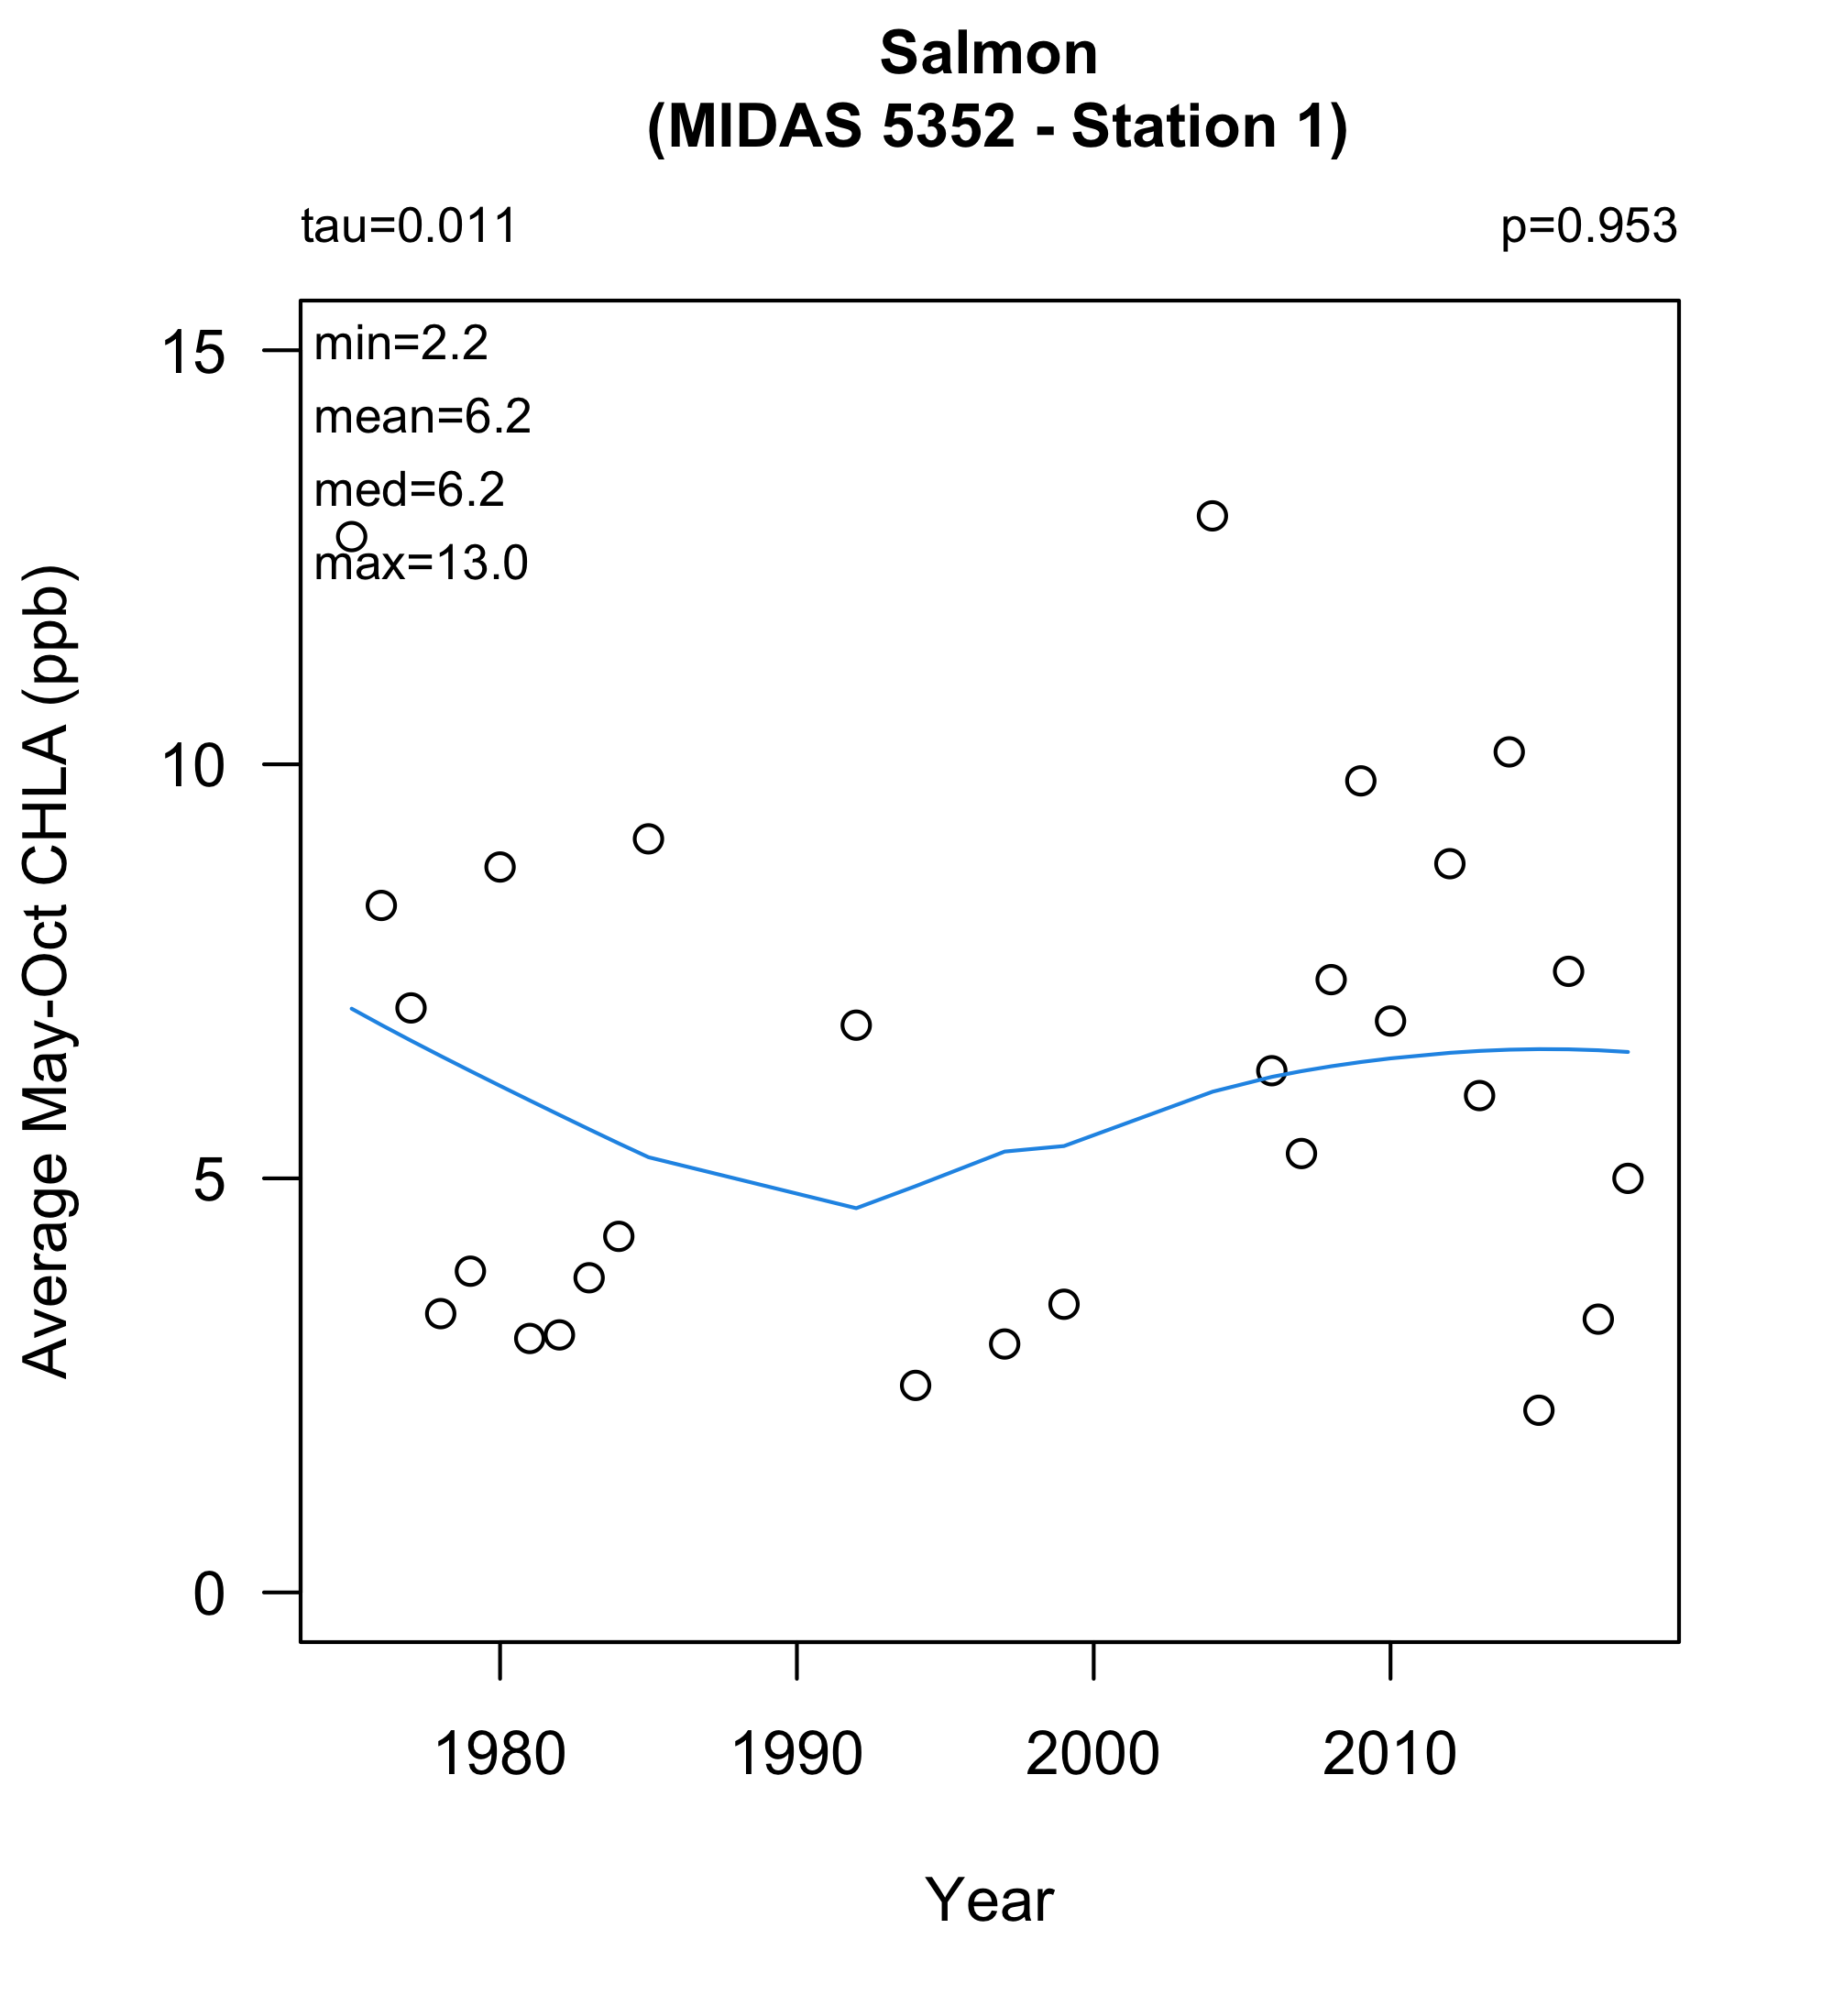 Salmon
(MIDAS 5352 - Station 1)
tau=0.011
p=0.953
min=2.2
mean=6.2
med=6.2
max=13.0
Average May-Oct CHLA (ppb)
15
10
5
0
1980 1990 2000 2010
Year